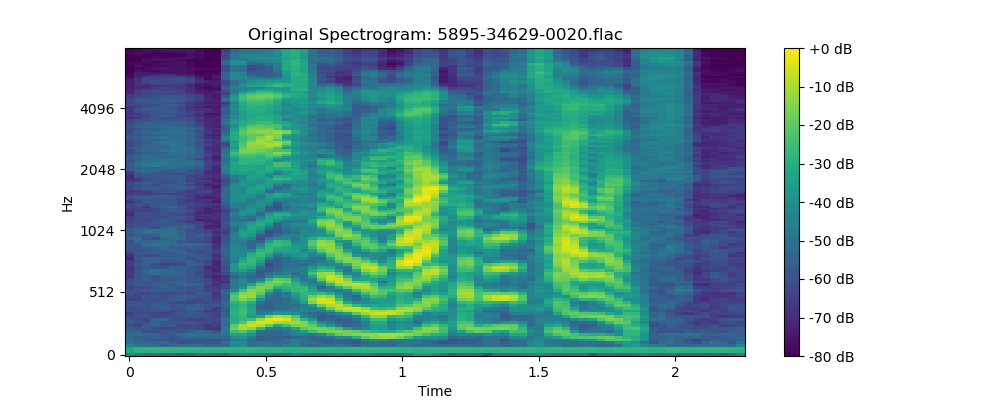 Original Spectrogram: 5895-34629-0020.flac
+0 dB
4096
-10 dB
-20 dB
2048
-30 dB
Hz
-40 dB
1024
-50 dB
512
-60 dB
-70 dB
0
-80 dB
0 0.5 1 1.5 2
Time